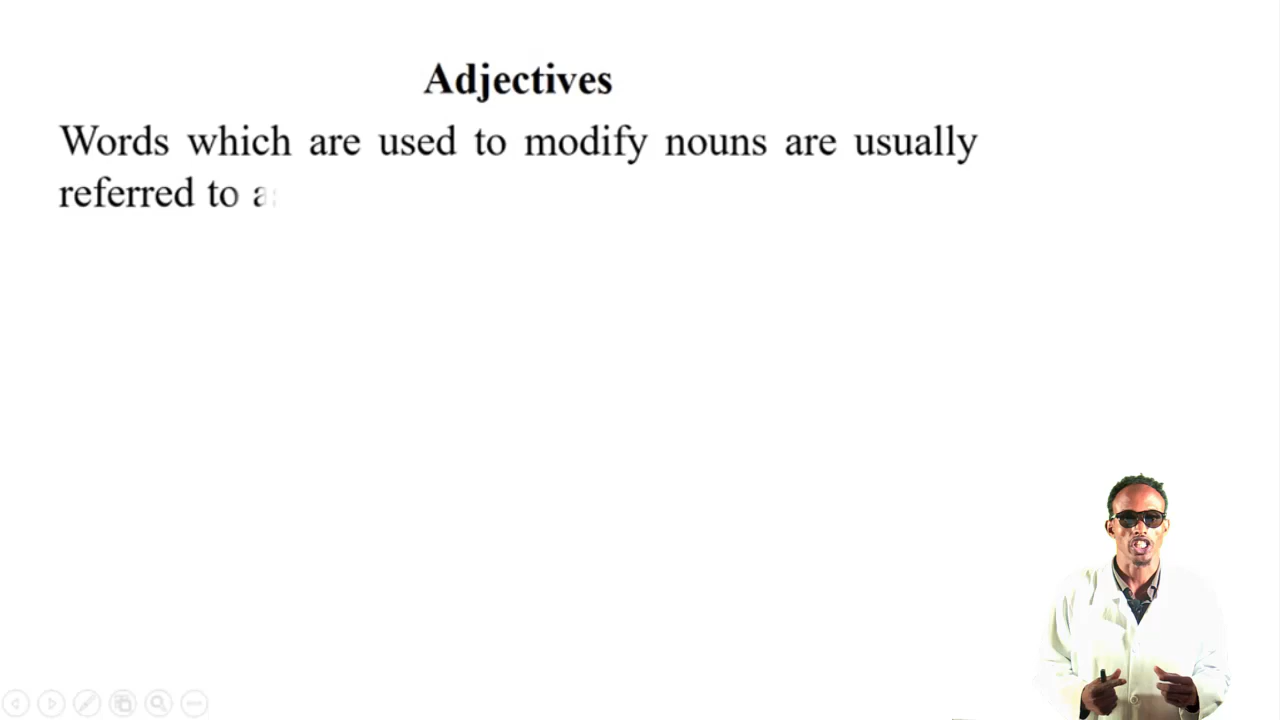 Adjectives
Words which are used to modify nouns are usually
referred to